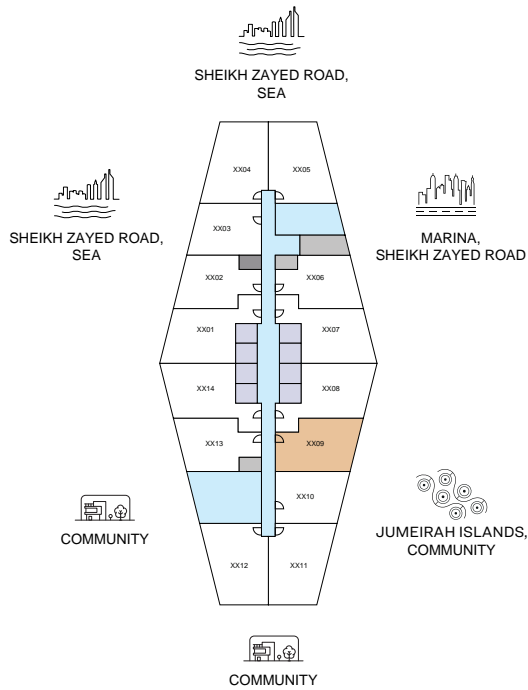 SHEIKH ZAYED ROAD,
SEA
XX04
XX05
SHEIKH ZAYED ROAD,
SEA
XX03
MARINA,
SHEIKH ZAYED ROAD
XX02
XX06
XX01
XX07
XX14
XX08
XX13
XX09
XX10
COMMUNITY
JUMEIRAH ISLANDS,
COMMUNITY
XX12
XX11
COMMUNITY